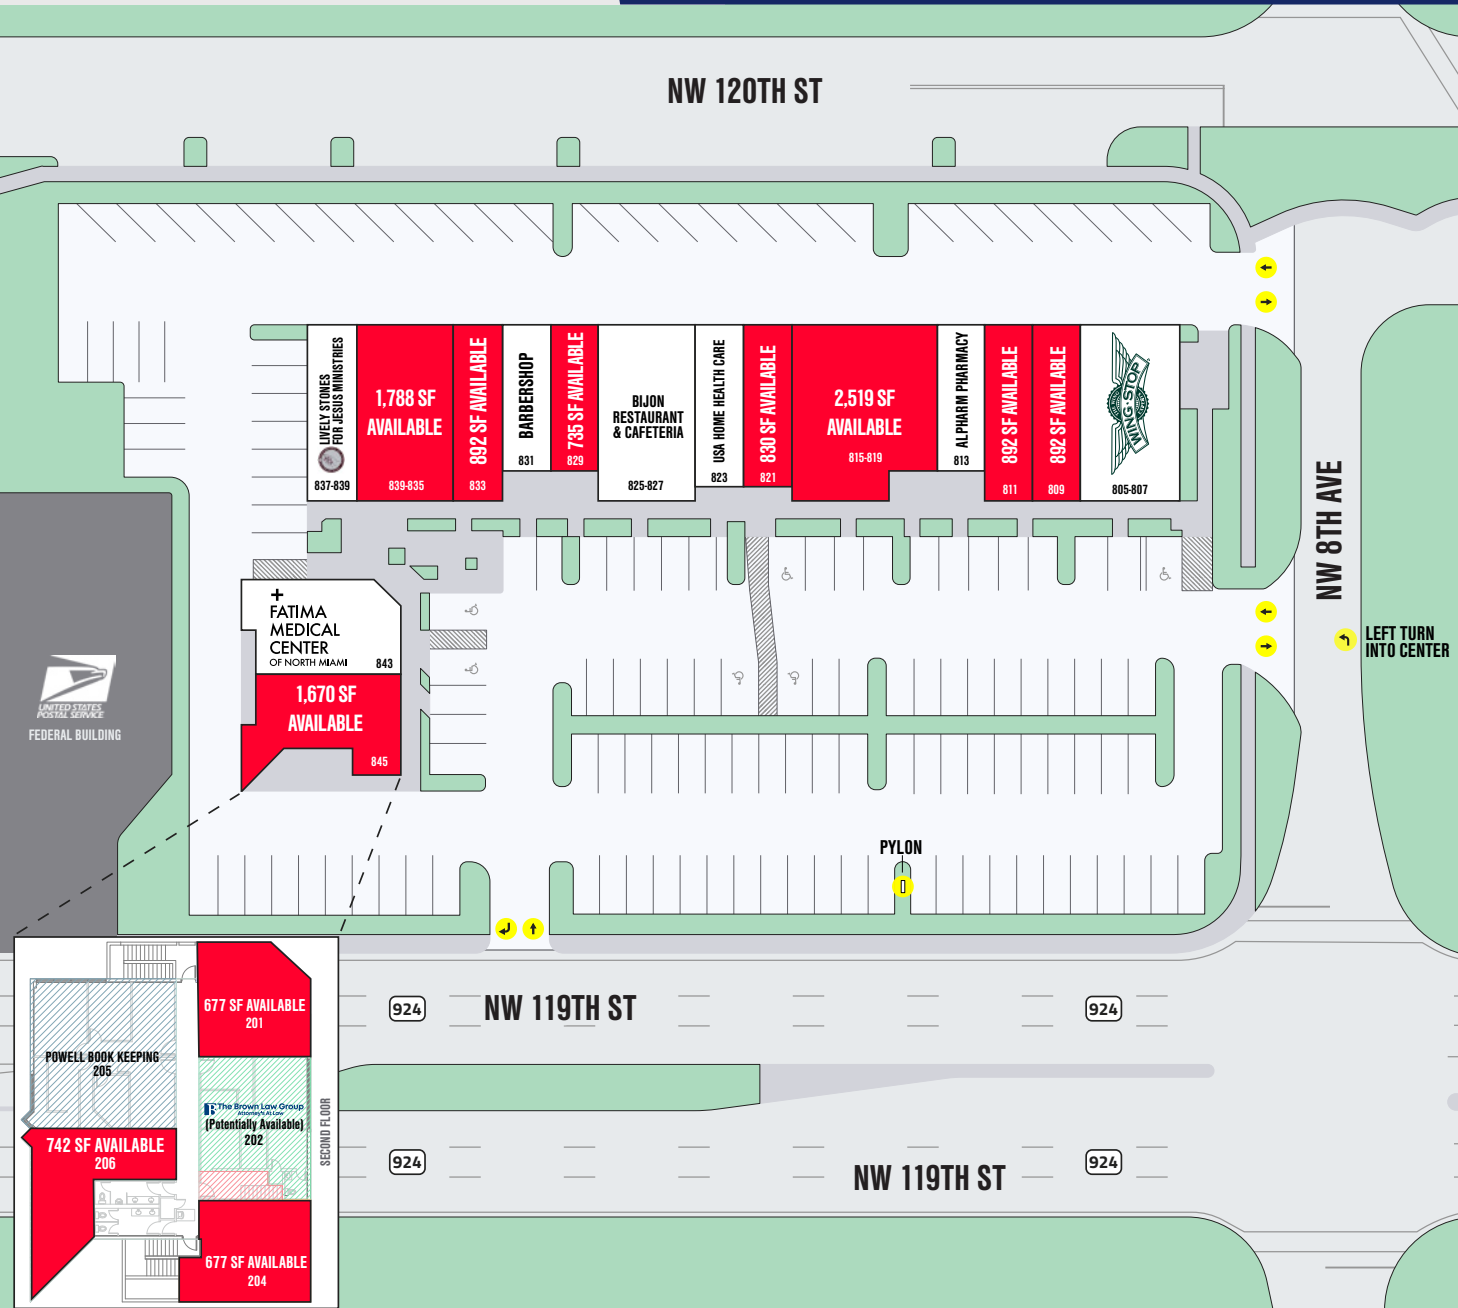 NW 120TH ST
LIVELY STONES
FOR JESUS MINISTRIES
837-839
1,788 SF
AVAILABLE
839-835
892 SF AVAILABLE
833
BARBERSHOP
831
735 SF AVAILABLE
829
BIJON
RESTAURANT
& CAFETERIA
825-827
USA HOME HEALTH CARE
823
830 SF AVAILABLE
821
2,519 SF
AVAILABLE
815-819
ALPHARM PHARMACY
813
892 SF AVAILABLE
811
892 SF AVAILABLE
809
WING·STOP
805-807
NW 8TH AVE
LEFT TURN
INTO CENTER
FATIMA
MEDICAL
CENTER
OF NORTH MIAMI
843
1,670 SF
AVAILABLE
845
UNITED STATES
POSTAL SERVICE
FEDERAL BUILDING
PYLON
677 SF AVAILABLE
201
POWELL BOOK KEEPING
205
The Brown Law Group
Attorney's At Law
(Potentially Available)
202
742 SF AVAILABLE
206
677 SF AVAILABLE
204
SECOND FLOOR
924
NW 119TH ST
924
924
NW 119TH ST
924